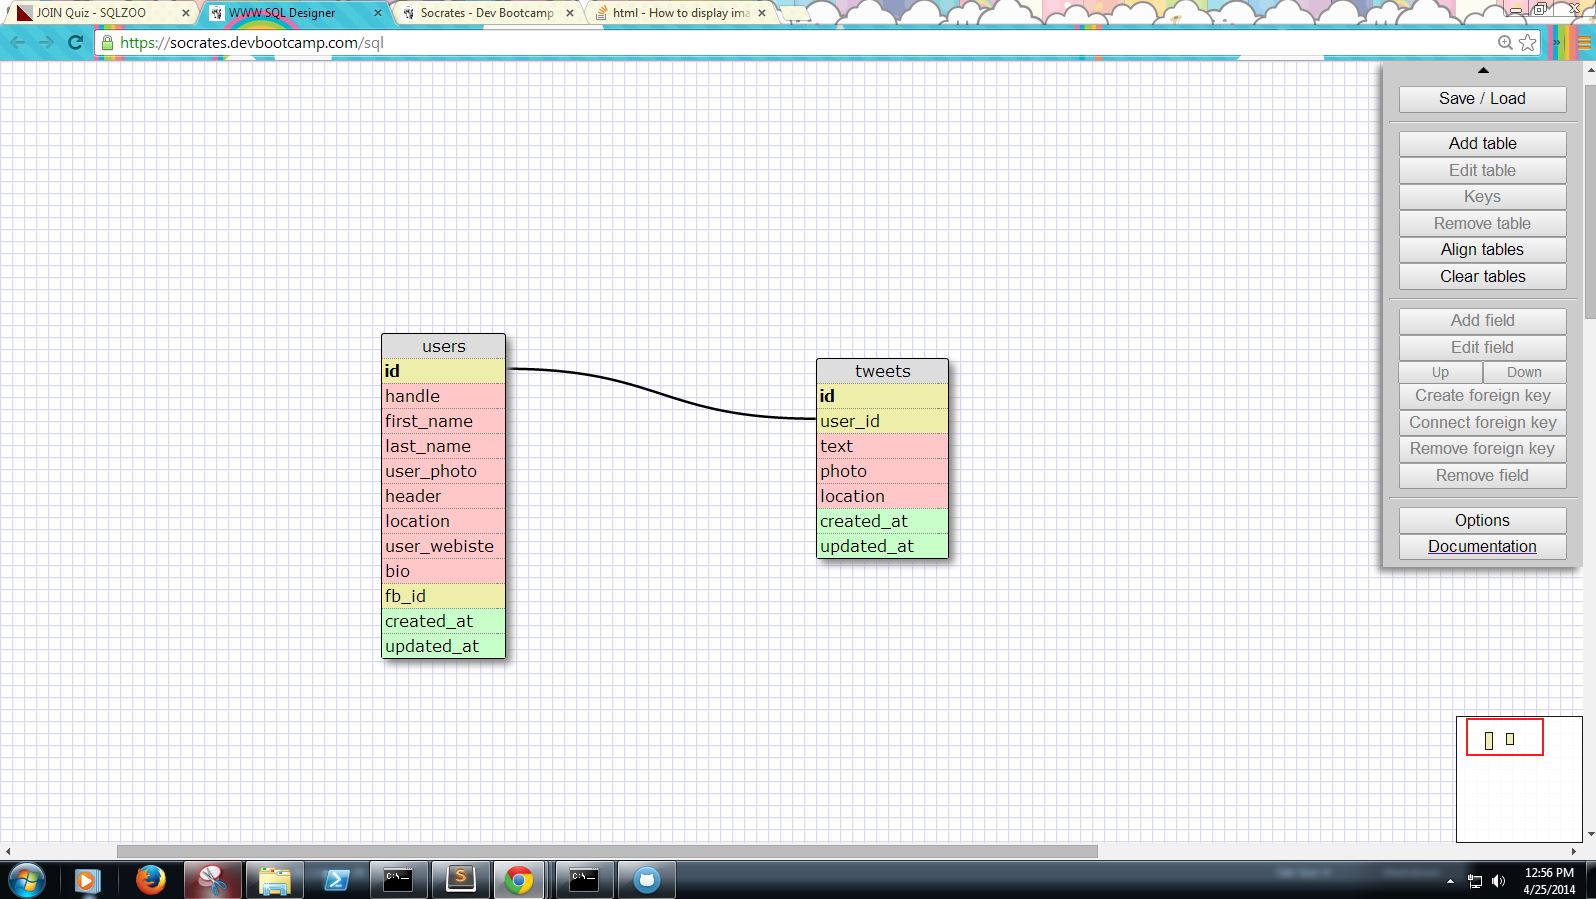 JOIN Quiz - SQLZOO
WWW SQL Designer
Socrates - Dev Bootcamp
html - How to display ima
https://socrates.devbootcamp.com/sql
Save / Load
Add table
Edit table
Keys
Remove table
Align tables
Clear tables
Add field
Edit field
Up Down
Create foreign key
Connect foreign key
Remove foreign key
Remove field
Options
Documentation
users
id
handle
first_name
last_name
user_photo
header
location
user_webiste
bio
fb_id
created_at
updated_at
tweets
id
user_id
text
photo
location
created_at
updated_at
C:\_
S
C:\_
12:56 PM
4/25/2014